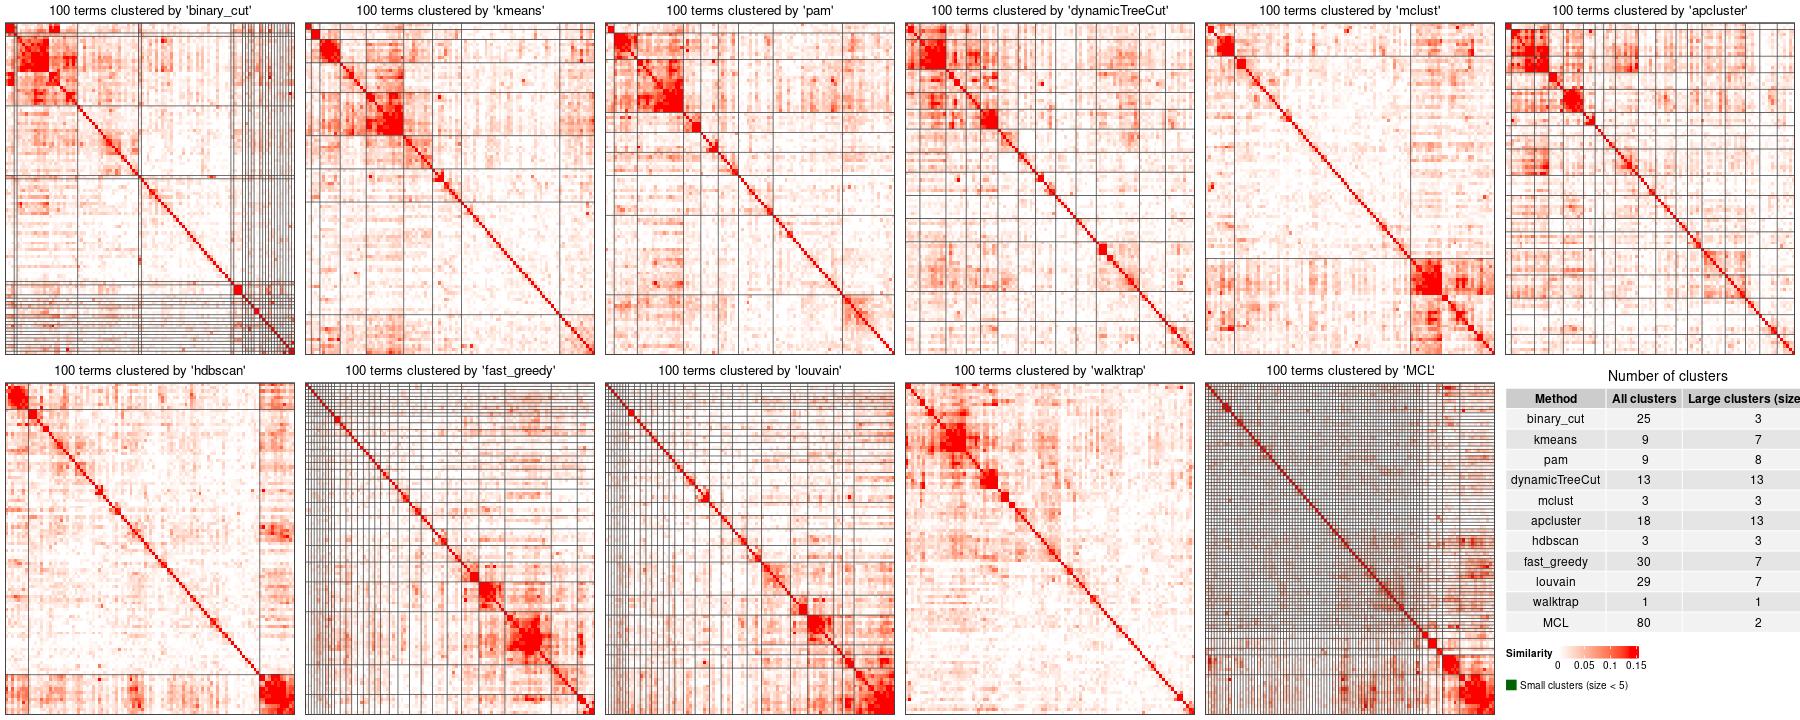 100 terms clustered by 'binary_cut'
100 terms clustered by 'kmeans'
100 terms clustered by 'pam'
100 terms clustered by 'dynamicTreeCut'
100 terms clustered by 'mclust'
100 terms clustered by 'apcluster'
100 terms clustered by 'hdbscan'
100 terms clustered by 'fast_greedy'
100 terms clustered by 'louvain'
100 terms clustered by 'walktrap'
100 terms clustered by 'MCL'
Number of clusters
Method All clusters Large clusters (size
binary_cut 25 3
kmeans 9 7
pam 9 8
dynamicTreeCut 13 13
mclust 3 3
apcluster 18 13
hdbscan 3 3
fast_greedy 30 7
louvain 29 7
walktrap 1 1
MCL 80 2
Similarity
0 0.05 0.1 0.15
Small clusters (size < 5)